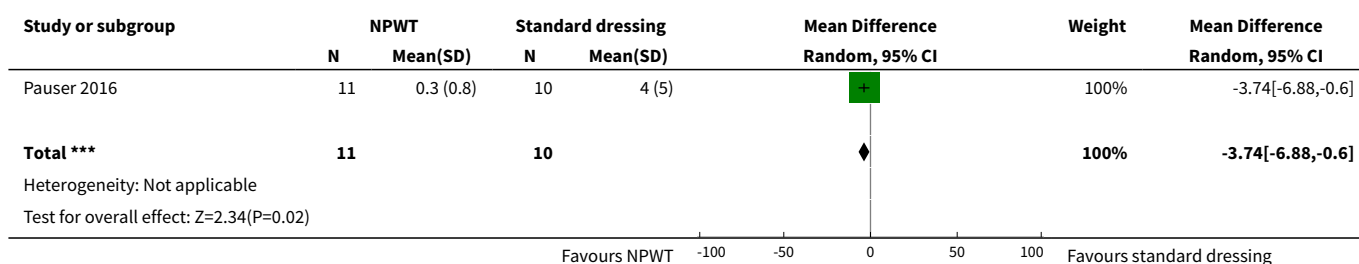 Study or subgroup NPWT Standard dressing Mean Difference Weight Mean Difference
N Mean(SD) N Mean(SD) Random, 95% CI Random, 95% CI
Pauser 2016 11 0.3 (0.8) 10 4 (5) 100% -3.74[-6.88,-0.6]
Total *** 11 10 100% -3.74[-6.88,-0.6]
Heterogeneity: Not applicable
Test for overall effect: Z=2.34(P=0.02)
Favours NPWT -100 -50 0 50 100 Favours standard dressing